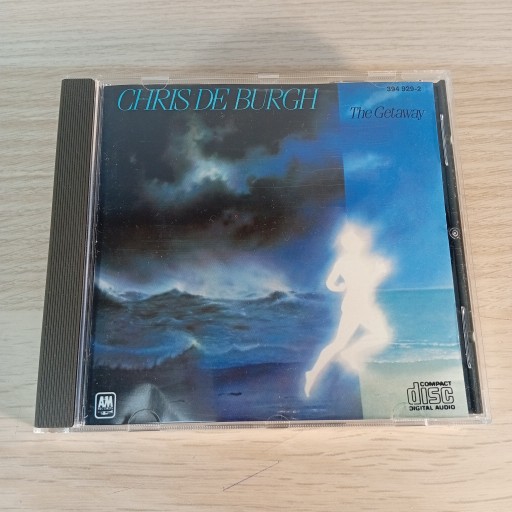 CHRIS DE BURGH
394 929-2
The Getaway
AM
COMPACT
disc
DIGITAL AUDIO